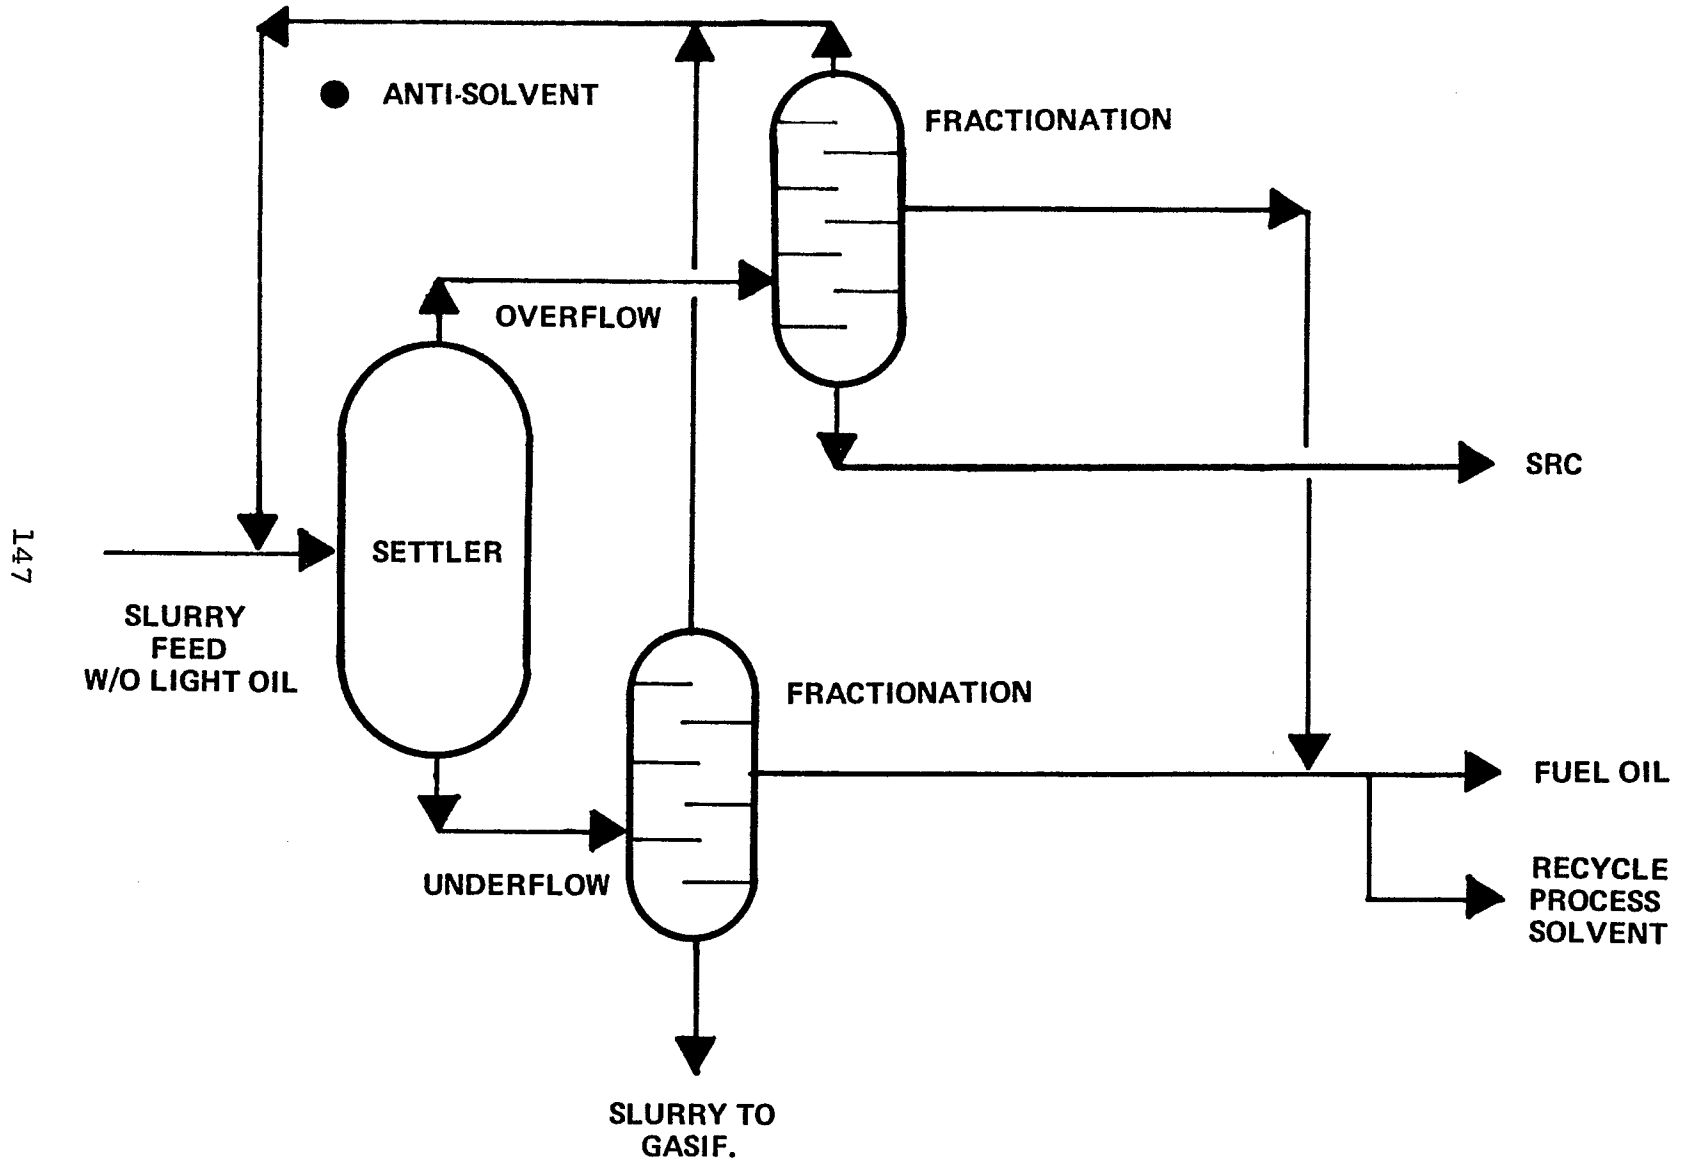 ANTI-SOLVENT
FRACTIONATION
OVERFLOW
SRC
SETTLER
147
SLURRY
FEED
W/O LIGHT OIL
FRACTIONATION
FUEL OIL
UNDERFLOW
RECYCLE
PROCESS
SOLVENT
SLURRY TO
GASIF.